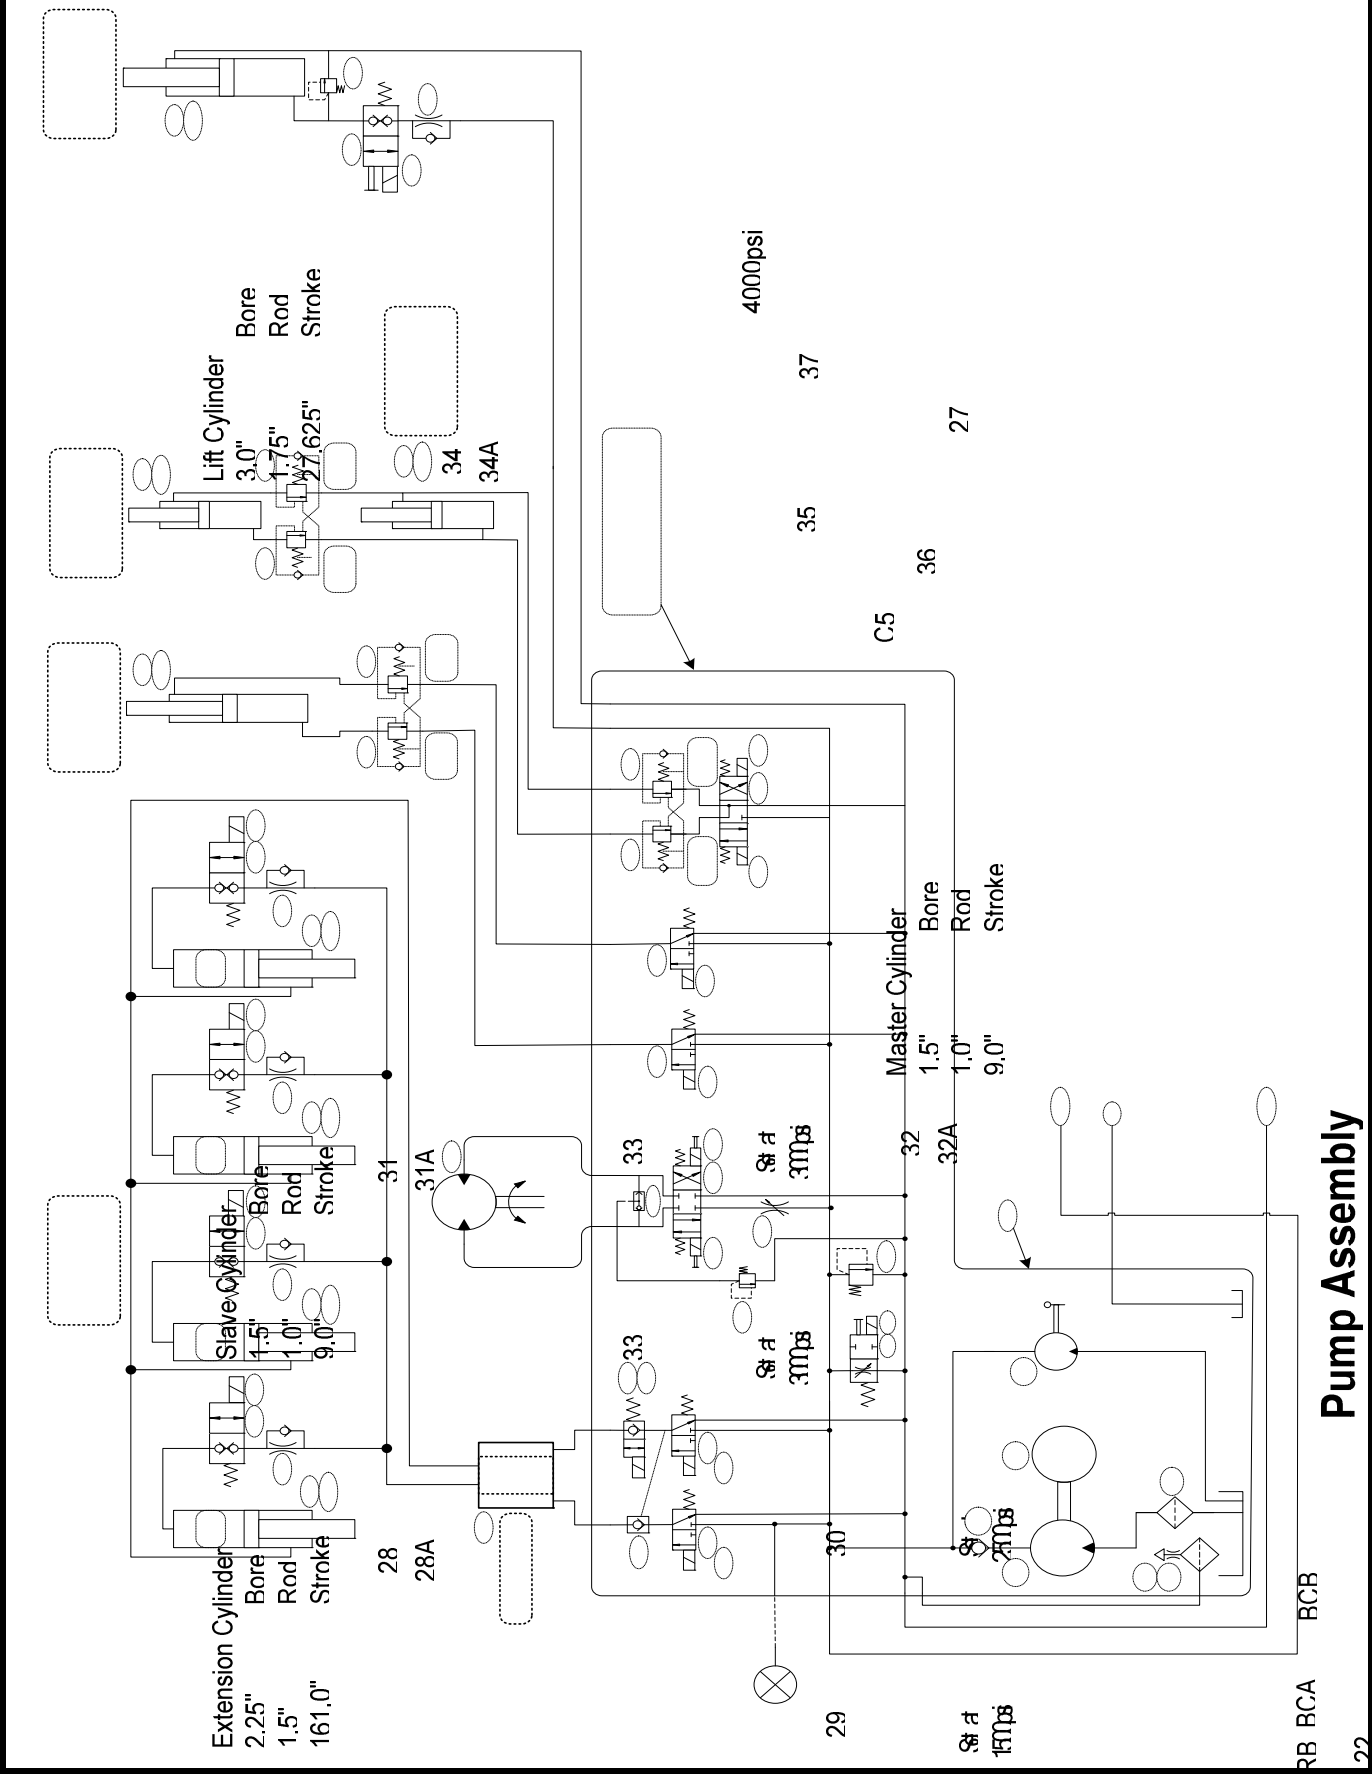 4000psi
37
27
Lift Cylinder
Bore
3.0"
Rod
1.75"
Stroke
27.625"
34
34A
35
36
C5
Master Cylinder
Bore
1.5"
Rod
1.0"
Stroke
9.0"
33
32
32A
Slave Cylinder
Bore
1.5"
Rod
1.0"
Stroke
9.0"
31
31A
33
Extension Cylinder
Bore
2.25"
Rod
1.5"
Stroke
161.0"
28
28A
30
29
BCB
RB BCA
Pump Assembly
22